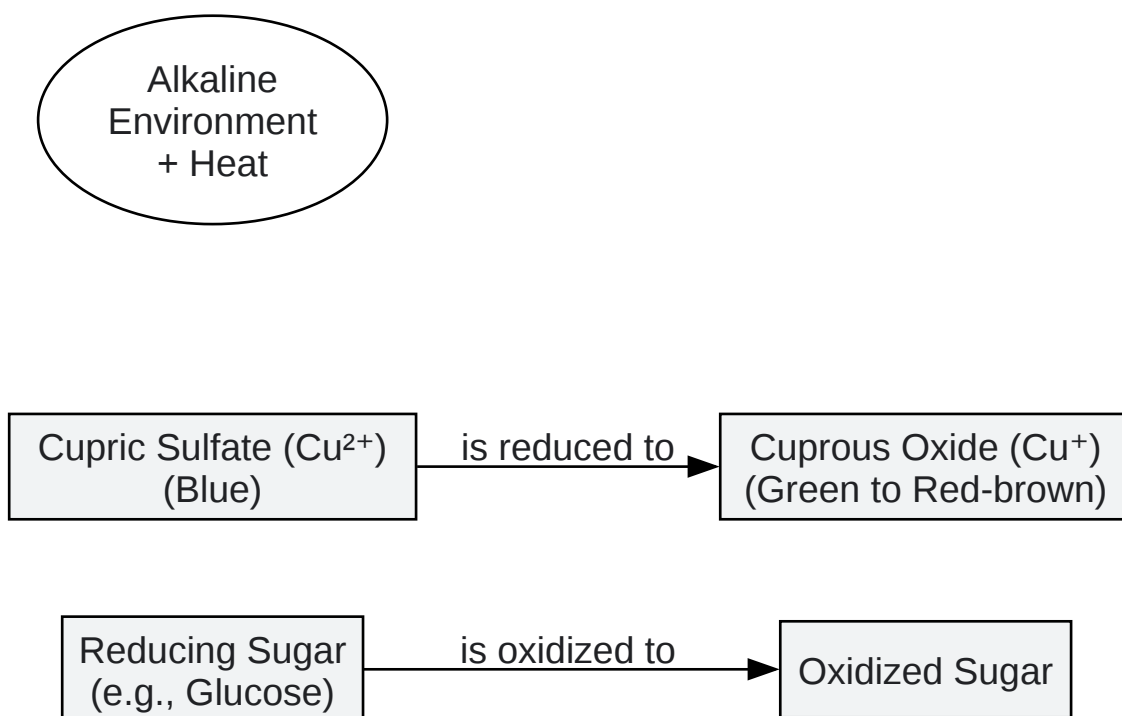 Alkaline
Environment
+ Heat
Cupric Sulfate (Cu²⁺)
(Blue)
is reduced to
Cuprous Oxide (Cu⁺)
(Green to Red-brown)
Reducing Sugar
(e.g., Glucose)
is oxidized to
Oxidized Sugar